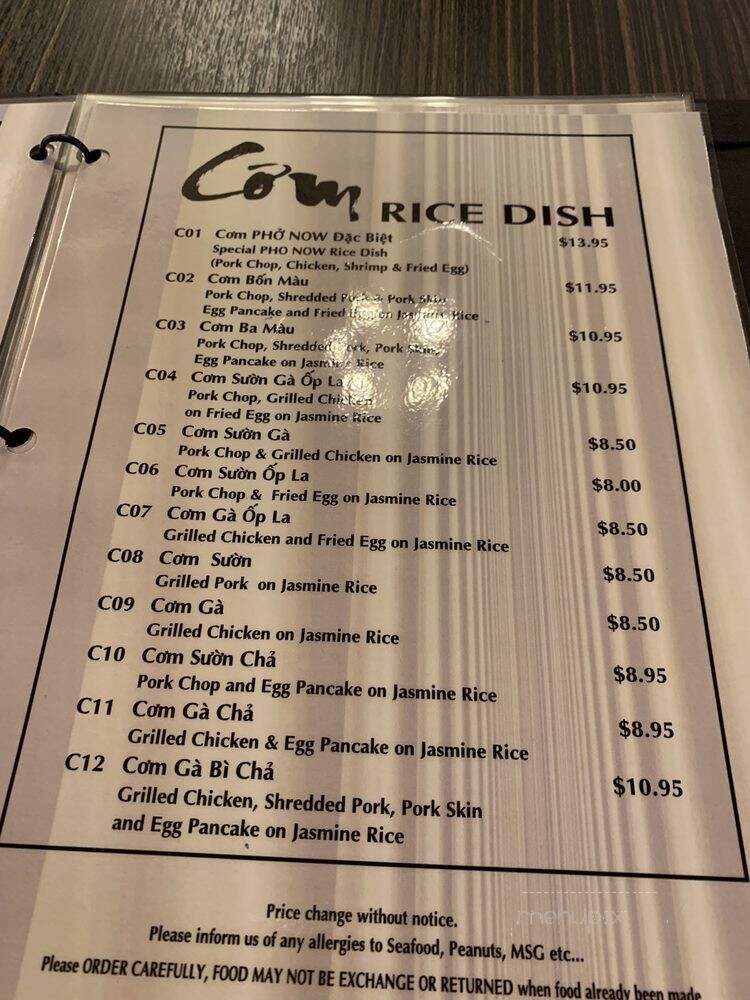 Cơm RICE DISH
C01 Cơm PHỞ NOW Đặc Biệt $13.95
Special PHO NOW Rice Dish
(Pork Chop, Chicken, Shrimp & Fried Egg)
C02 Cơm Bốn Màu $11.95
Pork Chop, Shredded Pork & Pork Skin
Egg Pancake and Fried Egg on Jasmine Rice
C03 Cơm Ba Màu $10.95
Pork Chop, Shredded Pork, Pork Skin,
Egg Pancake on Jasmine Rice
C04 Cơm Sườn Gà Ốp La $10.95
Pork Chop, Grilled Chicken
on Fried Egg on Jasmine Rice
C05 Cơm Sườn Gà $8.50
Pork Chop & Grilled Chicken on Jasmine Rice
C06 Cơm Sườn Ốp La $8.00
Pork Chop & Fried Egg on Jasmine Rice
C07 Cơm Gà Ốp La $8.50
Grilled Chicken and Fried Egg on Jasmine Rice
C08 Cơm Sườn $8.50
Grilled Pork on Jasmine Rice
C09 Cơm Gà $8.50
Grilled Chicken on Jasmine Rice
C10 Cơm Sườn Chả $8.95
Pork Chop and Egg Pancake on Jasmine Rice
C11 Cơm Gà Chả $8.95
Grilled Chicken & Egg Pancake on Jasmine Rice
C12 Cơm Gà Bì Chả $10.95
Grilled Chicken, Shredded Pork, Pork Skin
and Egg Pancake on Jasmine Rice
Price change without notice.
menupix
Please inform us of any allergies to Seafood, Peanuts, MSG etc...
Please ORDER CAREFULLY, FOOD MAY NOT BE EXCHANGE OR RETURNED when food already been made